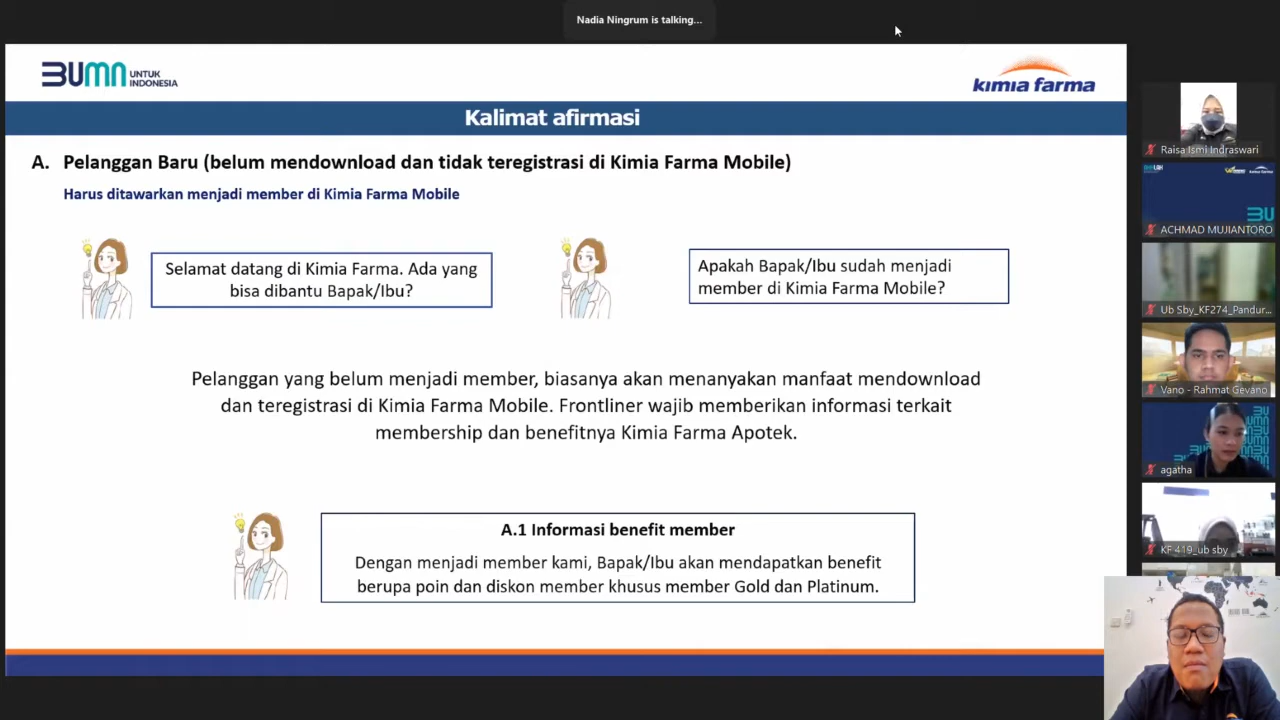 Nadia Ningrum is talking...
BUMN UNTUK
INDONESIA
kimia farma
Kalimat afirmasi
A. Pelanggan Baru (belum mendownload dan tidak teregistrasi di Kimia Farma Mobile)
Harus ditawarkan menjadi member di Kimia Farma Mobile
Selamat datang di Kimia Farma. Ada yang
bisa dibantu Bapak/Ibu?
Apakah Bapak/Ibu sudah menjadi
member di Kimia Farma Mobile?
Pelanggan yang belum menjadi member, biasanya akan menanyakan manfaat mendownload
dan teregistrasi di Kimia Farma Mobile. Frontliner wajib memberikan informasi terkait
membership dan benefitnya Kimia Farma Apotek.
A.1 Informasi benefit member
Dengan menjadi member kami, Bapak/Ibu akan mendapatkan benefit
berupa poin dan diskon member khusus member Gold dan Platinum.
Raisa Ismi Indraswari
BU
ACHMAD MUJIANTORO
Ub Sby_KF274_Pandur...
Vano - Rahmat Gevano
agatha
KF 419_ub sby